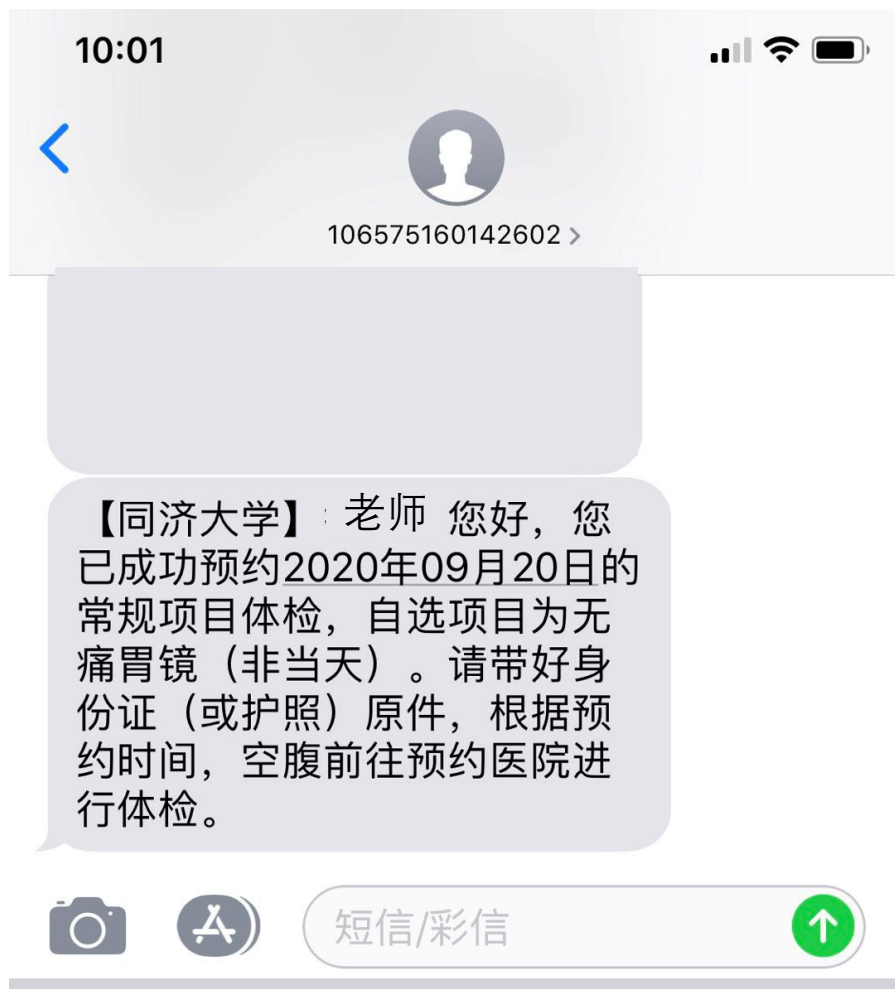 10:01
106575160142602 >
【同济大学】 老师 您好，您
已成功预约2020年09月20日的
常规项目体检，自选项目为无
痛胃镜（非当天）。请带好身
份证（或护照）原件，根据预
约时间，空腹前往预约医院进
行体检。
短信/彩信